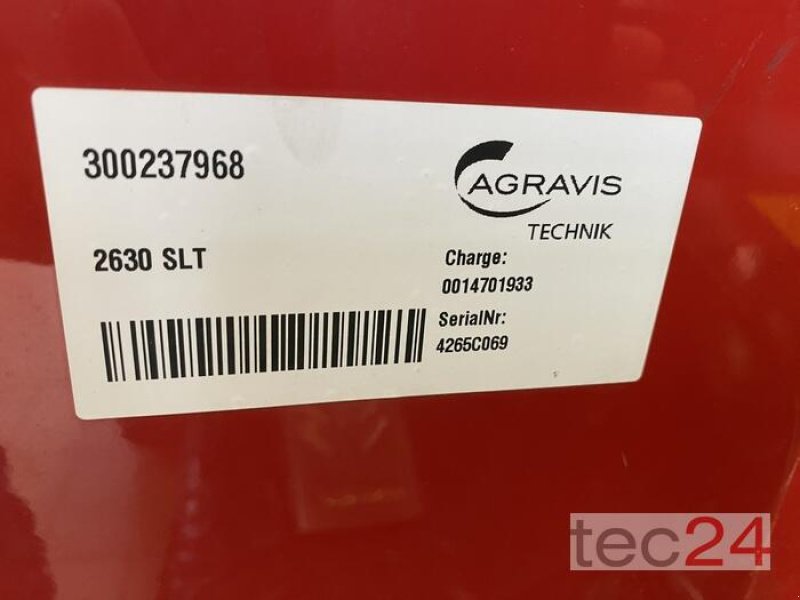 300237968
AGRAVIS
TECHNIK
2630 SLT
Charge:
0014701933
SerialNr:
4265C069
tec24